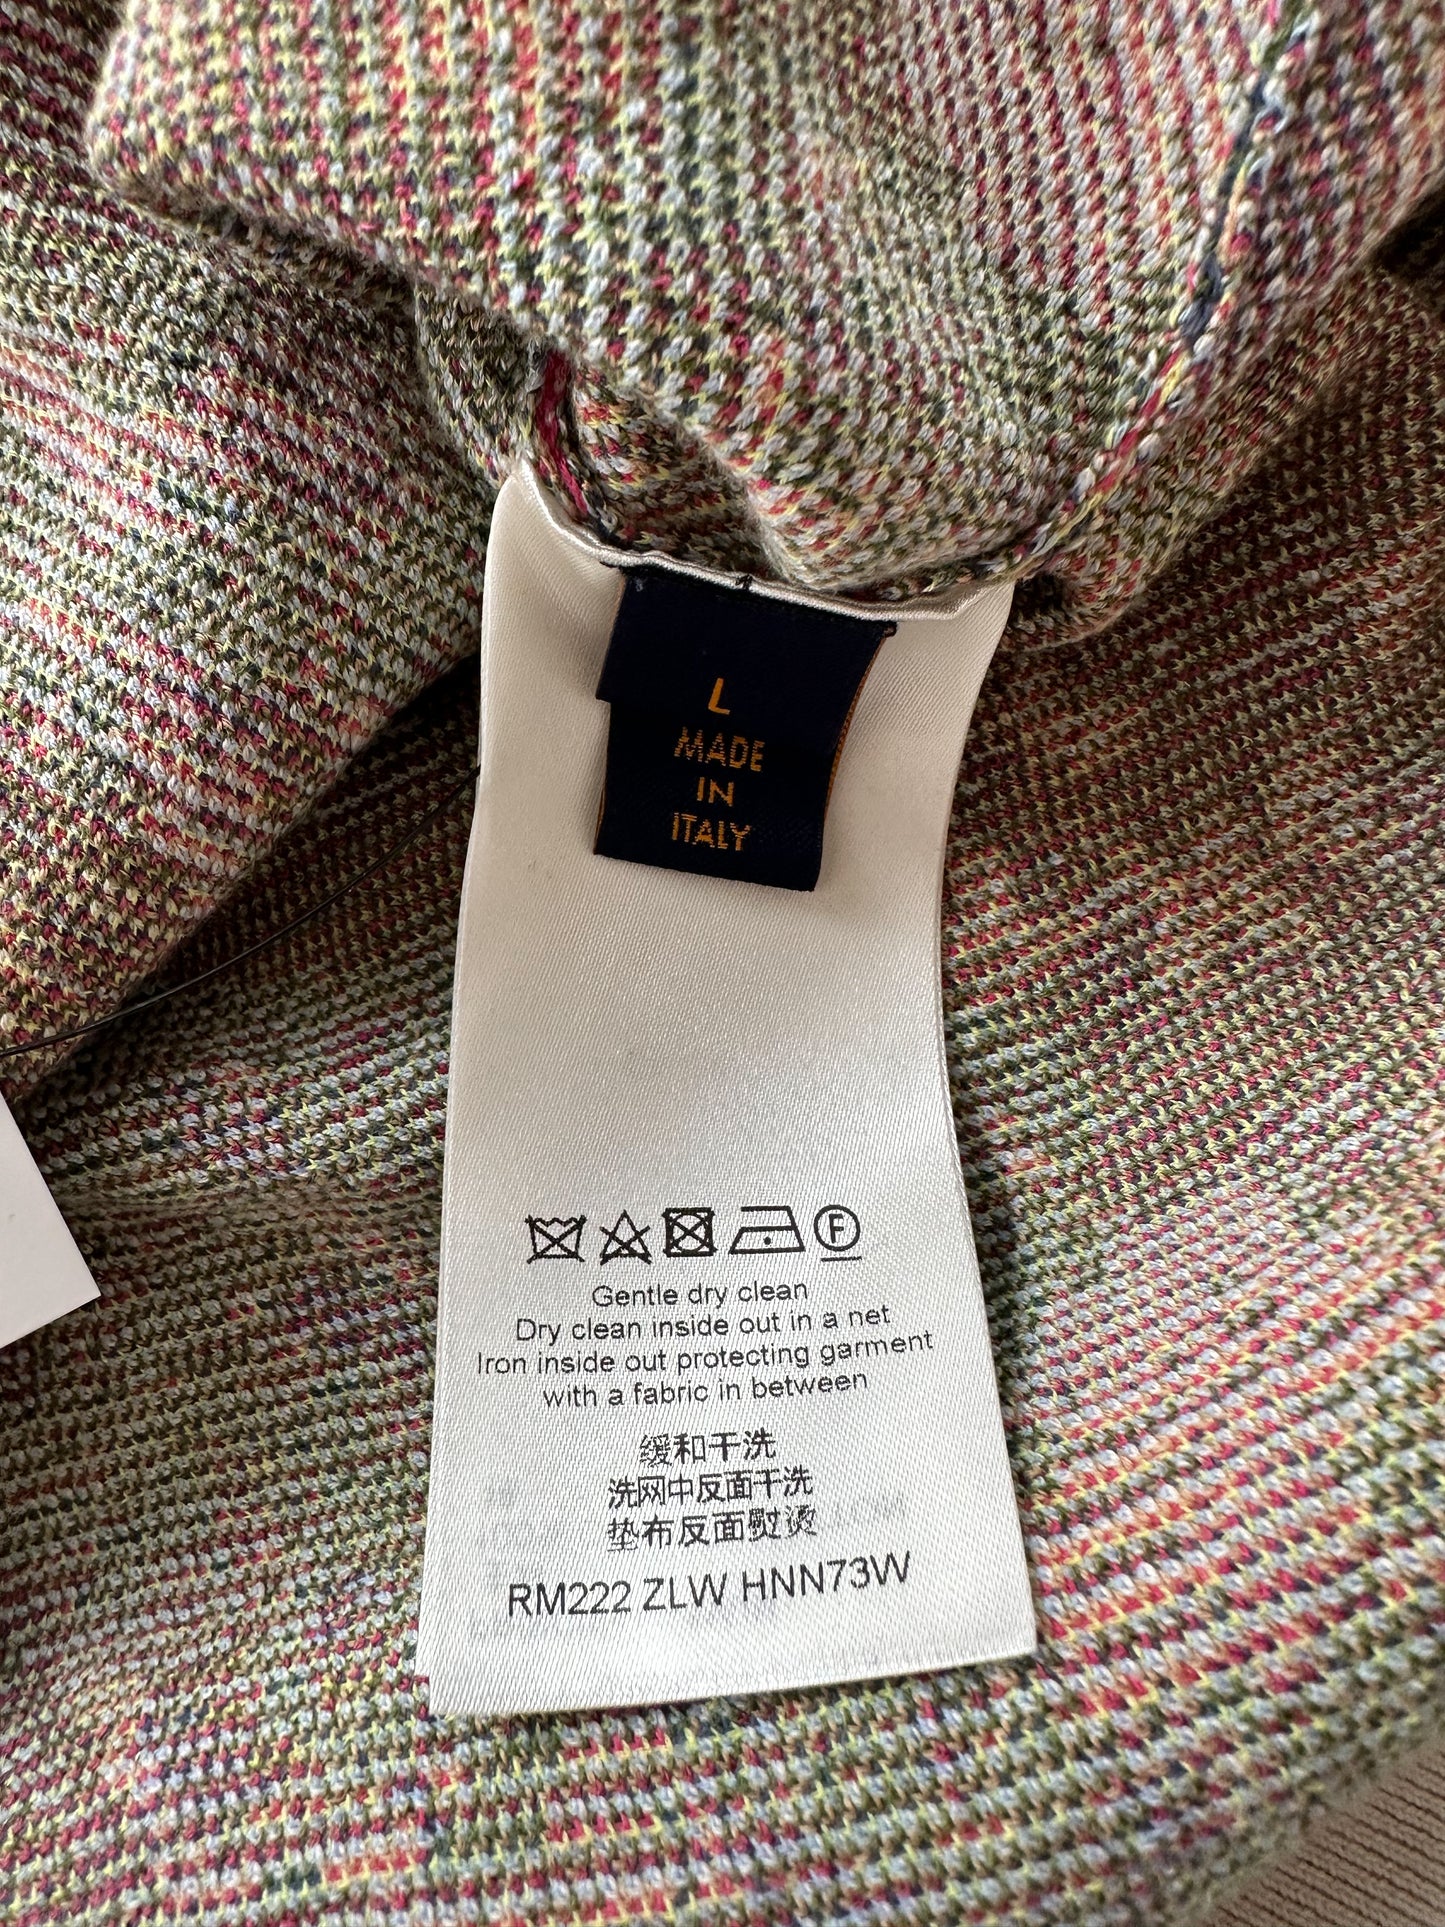 L
MADE
IN
ITALY
F
Gentle dry clean
Dry clean inside out in a net
Iron inside out protecting garment
with a fabric in between
缓和干洗
洗网中反面干洗
垫布反面熨烫
RM222 ZLW HNN73W